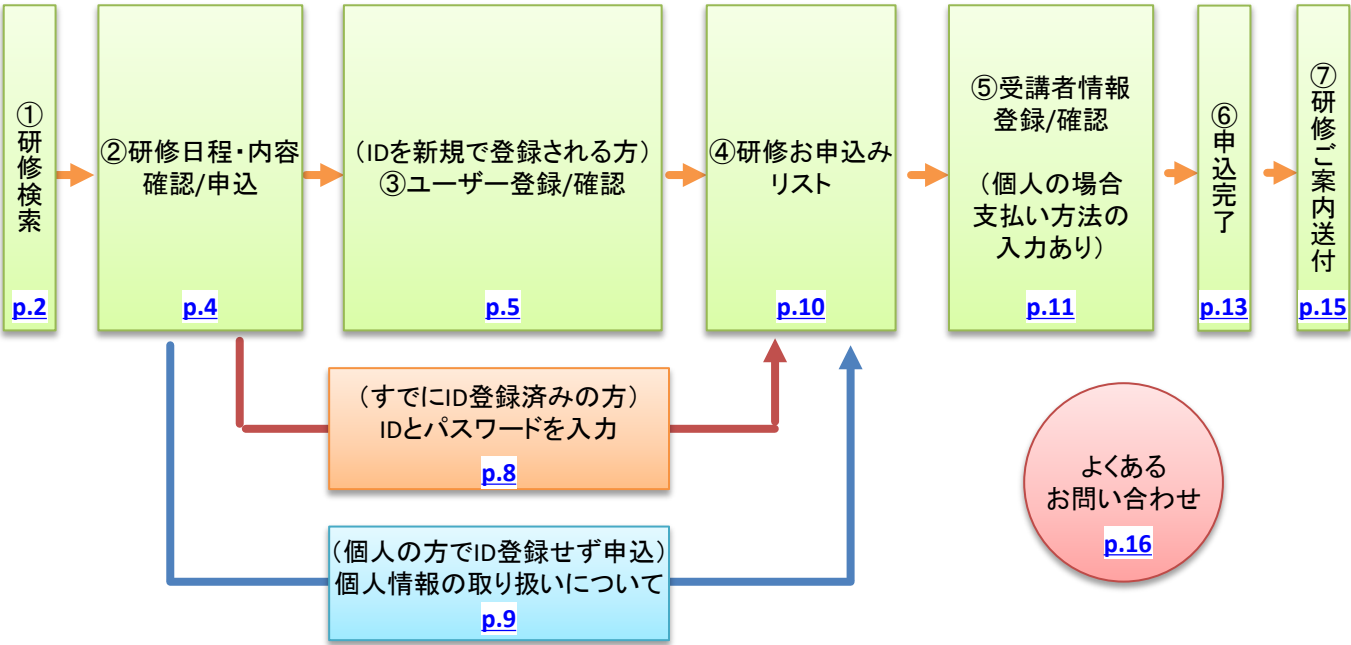 ①研修検索
p.2
②研修日程・内容
確認/申込
p.4
（IDを新規で登録される方）
③ユーザー登録/確認
p.5
④研修お申込み
リスト
p.10
⑤受講者情報
登録/確認
（個人の場合
支払い方法の
入力あり）
p.11
⑥申込完了
p.13
⑦研修ご案内送付
p.15
（すでにID登録済みの方）
IDとパスワードを入力
p.8
（個人の方でID登録せず申込）
個人情報の取り扱いについて
p.9
よくある
お問い合わせ
p.16